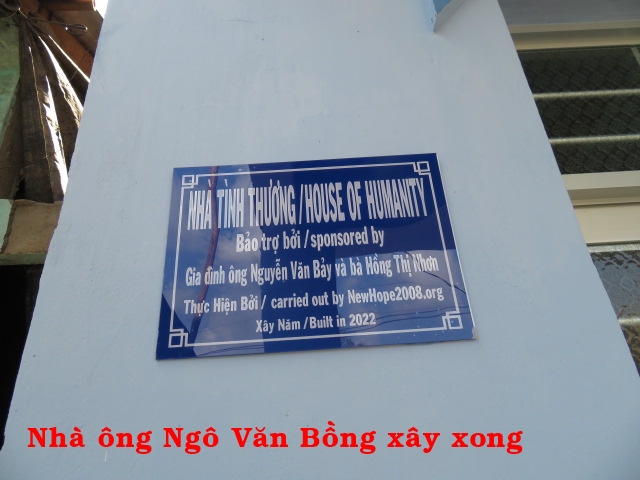 NHÀ TÌNH THƯƠNG /HOUSE OF HUMANITY
Bảo trợ bởi / sponsored by
Gia đình ông Nguyễn Văn Bảy và bà Hồng Thị Nhơn
Thực Hiện Bởi / carried out by NewHope2008.org
Xây Năm / Built in 2022
Nhà ông Ngô Văn Bồng xây xong